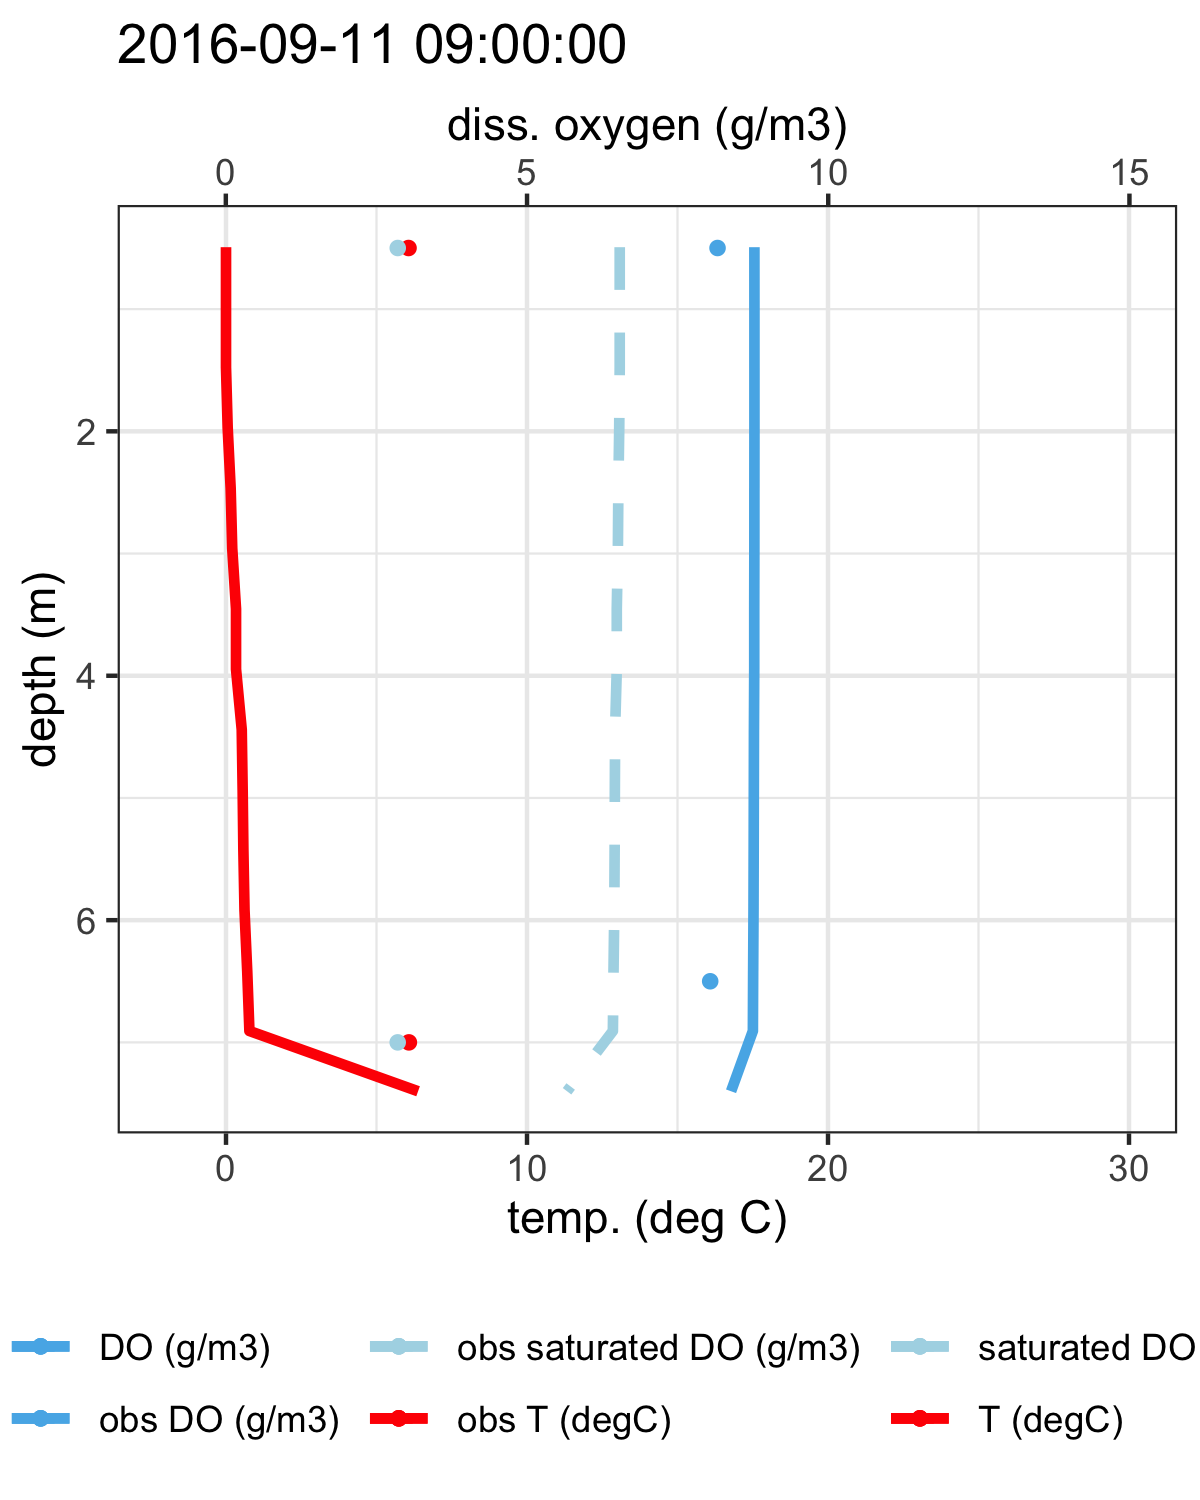 2016-09-11 09:00:00
diss. oxygen (g/m3)
0 5 10 15
depth (m)
2
4
6
0 10 20 30
temp. (deg C)
DO (g/m3) obs saturated DO (g/m3) saturated DO
obs DO (g/m3) obs T (degC) T (degC)